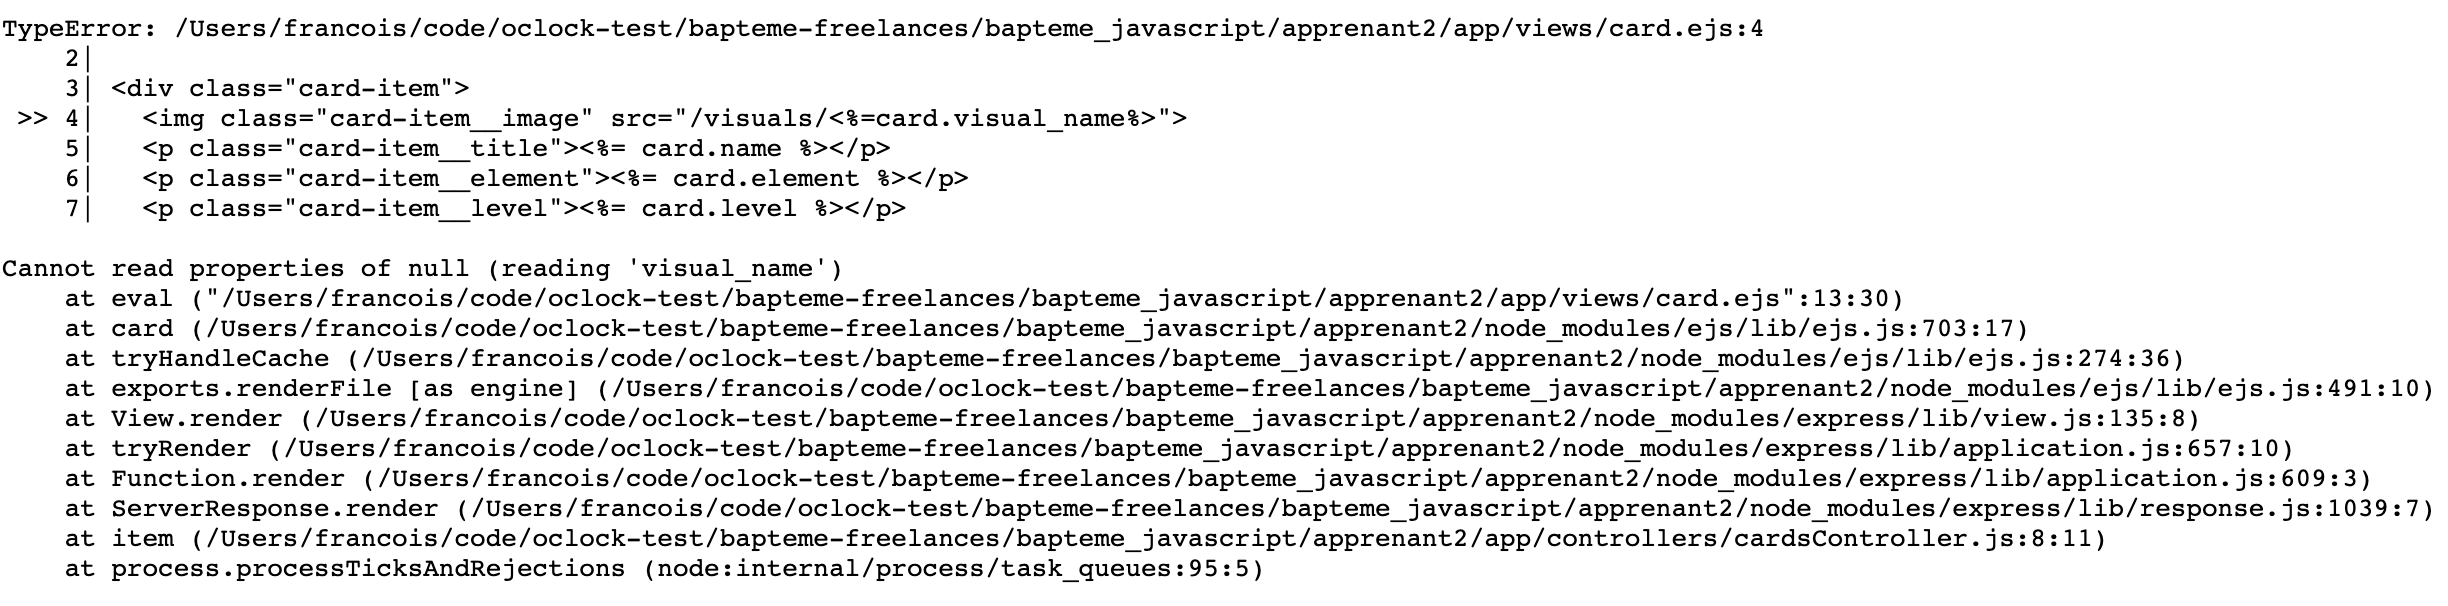 TypeError: /Users/francois/code/oclock-test/bapteme-freelances/bapteme_javascript/apprenant2/app/views/card.ejs:4
    2|
    3| <div class="card-item">
 >> 4|   <img class="card-item__image" src="/visuals/<%=card.visual_name%>">
    5|   <p class="card-item__title"><%= card.name %></p>
    6|   <p class="card-item__element"><%= card.element %></p>
    7|   <p class="card-item__level"><%= card.level %></p>

Cannot read properties of null (reading 'visual_name')
    at eval ("/Users/francois/code/oclock-test/bapteme-freelances/bapteme_javascript/apprenant2/app/views/card.ejs":13:30)
    at card (/Users/francois/code/oclock-test/bapteme-freelances/bapteme_javascript/apprenant2/node_modules/ejs/lib/ejs.js:703:17)
    at tryHandleCache (/Users/francois/code/oclock-test/bapteme-freelances/bapteme_javascript/apprenant2/node_modules/ejs/lib/ejs.js:274:36)
    at exports.renderFile [as engine] (/Users/francois/code/oclock-test/bapteme-freelances/bapteme_javascript/apprenant2/node_modules/ejs/lib/ejs.js:491:10)
    at View.render (/Users/francois/code/oclock-test/bapteme-freelances/bapteme_javascript/apprenant2/node_modules/express/lib/view.js:135:8)
    at tryRender (/Users/francois/code/oclock-test/bapteme-freelances/bapteme_javascript/apprenant2/node_modules/express/lib/application.js:657:10)
    at Function.render (/Users/francois/code/oclock-test/bapteme-freelances/bapteme_javascript/apprenant2/node_modules/express/lib/application.js:609:3)
    at ServerResponse.render (/Users/francois/code/oclock-test/bapteme-freelances/bapteme_javascript/apprenant2/node_modules/express/lib/response.js:1039:7)
    at item (/Users/francois/code/oclock-test/bapteme-freelances/bapteme_javascript/apprenant2/app/controllers/cardsController.js:8:11)
    at process.processTicksAndRejections (node:internal/process/task_queues:95:5)